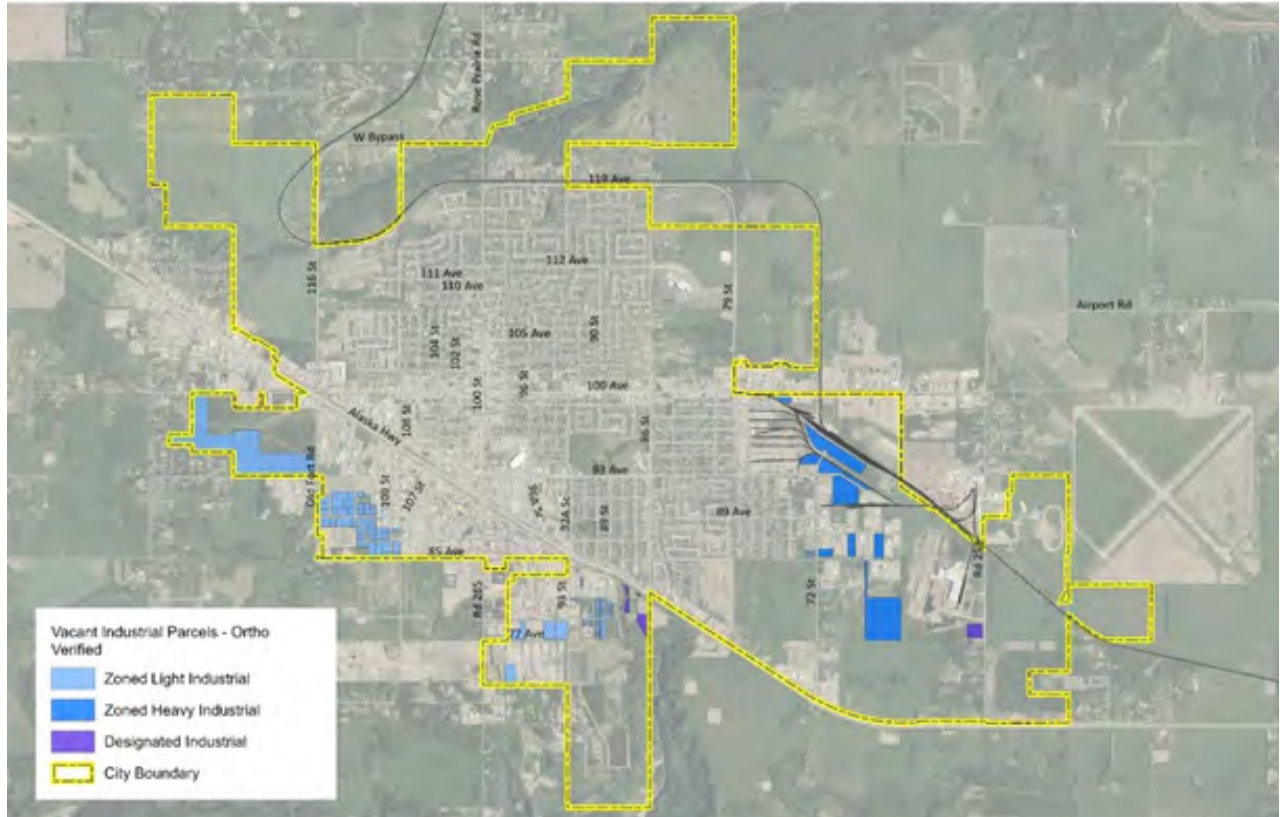 Rose Prairie Rd
W Bypass
119 Ave
112 Ave
111 Ave
110 Ave
116 St
79 St
Airport Rd
105 Ave
90 St
104 St
102 St
100 St
96 St
100 Ave
Alaska Hwy
108 St
86 St
93 Ave
Old Fort Rd
109 St
107 St
92A St
89 St
89 Ave
85 Ave
Rd 265
91 St
77 Ave
72 St
Vacant Industrial Parcels - Ortho
Verified
Zoned Light Industrial
Zoned Heavy Industrial
Designated Industrial
City Boundary